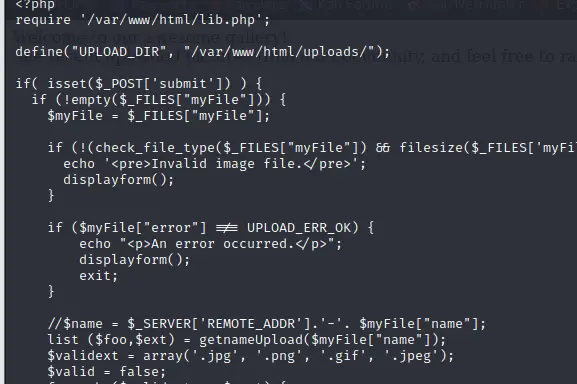 <?php
require '/var/www/html/lib.php';
define("UPLOAD_DIR", "/var/www/html/uploads/");
if( isset($_POST['submit']) ) {
if (!empty($_FILES["myFile"])) {
$myFile = $_FILES["myFile"];
if (!(check_file_type($_FILES["myFile"]) && filesize($_FILES['myFi
echo '<pre>Invalid image file.</pre>';
displayform();
}
if ($myFile["error"] !== UPLOAD_ERR_OK) {
echo "<p>An error occurred.</p>";
displayform();
exit;
}
//$name = $_SERVER['REMOTE_ADDR'].'-'. $myFile["name"];
list ($foo,$ext) = getnameUpload($myFile["name"]);
$validext = array('.jpg', '.png', '.gif', '.jpeg');
$valid = false;